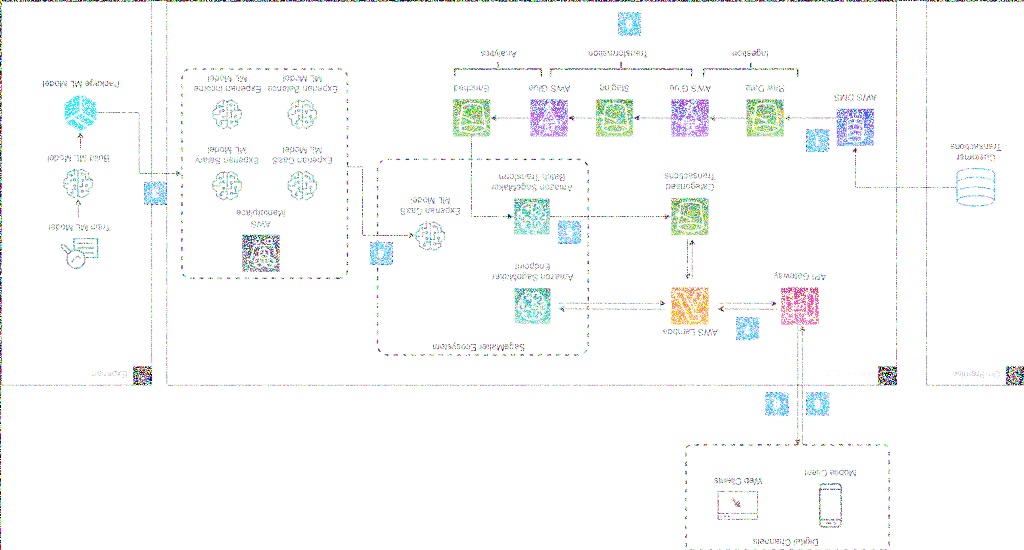 Digital Channels
Mobile Client
Web Clients
On-Premise
Experian
SageMaker Ecosystem
AWS Lambda
API Gateway
Amazon SageMaker
Endpoint
AWS
Marketplace
Train ML Model
Experian CaaS
ML Model
Categorised
Transactions
Amazon SageMaker
Batch Transform
Customer
Transactions
Experian CaaS
ML Model
Experian Salary
ML Model
Build ML Model
AWS DMS
Raw Data
AWS Glue
Staging
AWS Glue
Enriched
Experian Balance
ML Model
Experian Income
ML Model
Package ML Model
Ingestion
Transformation
Analytics